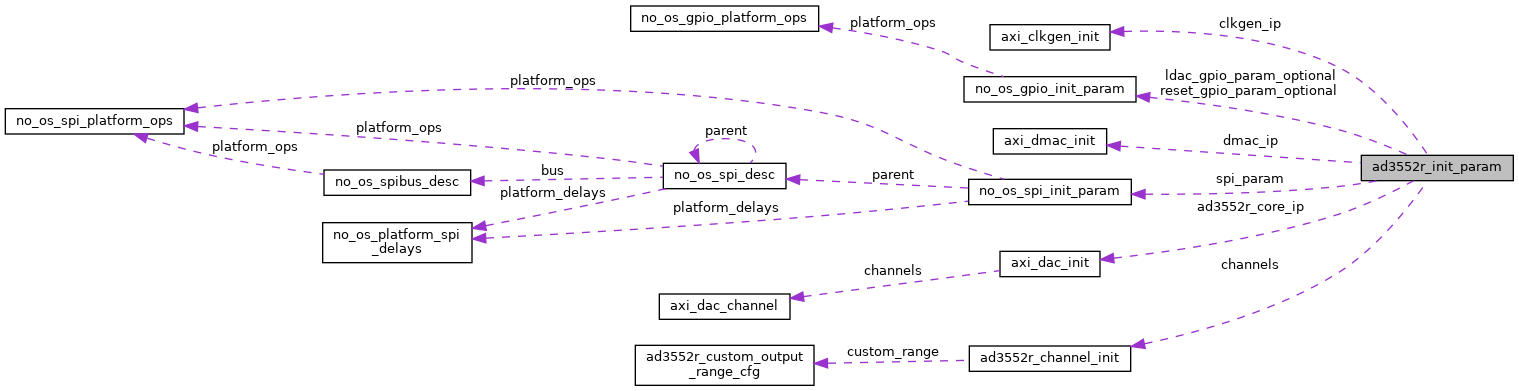 no_os_gpio_platform_ops
platform_ops
clkgen_ip
axi_clkgen_init
ldac_gpio_param_optional
reset_gpio_param_optional
platform_ops
no_os_gpio_init_param
no_os_spi_platform_ops
platform_ops
parent
axi_dmac_init
dmac_ip
platform_ops
bus
no_os_spi_desc
parent
ad3552r_init_param
no_os_spibus_desc
platform_delays
no_os_spi_init_param
spi_param
platform_delays
ad3552r_core_ip
no_os_platform_spi
_delays
axi_dac_init
channels
channels
axi_dac_channel
ad3552r_custom_output
_range_cfg
custom_range
ad3552r_channel_init